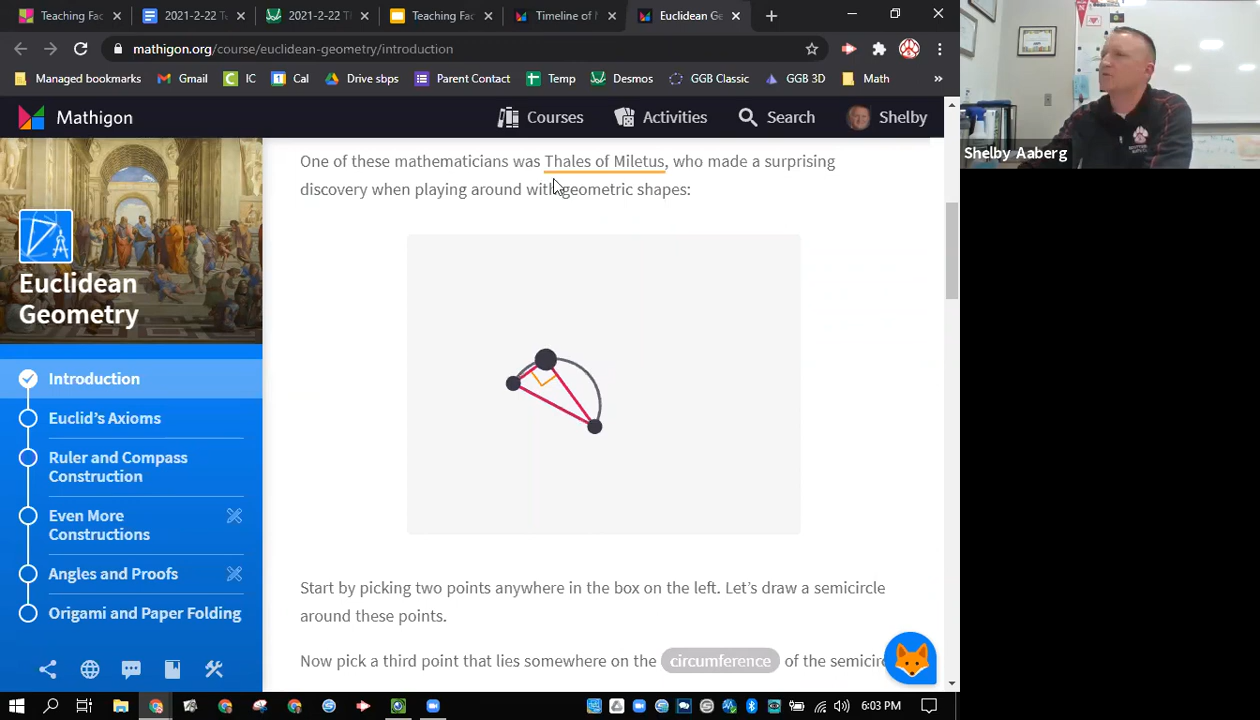 Teaching Fac
2021-2-22 T
2021-2-22 T
Teaching Fac
Timeline of
Euclidean Ge
mathigon.org/course/euclidean-geometry/introduction
Managed bookmarks
Gmail
IC
Cal
Drive sbps
Parent Contact
Temp
Desmos
GGB Classic
GGB 3D
Math
»
Mathigon
Courses
Activities
Search
Shelby
Shelby Aaberg
One of these mathematicians was Thales of Miletus, who made a surprising
discovery when playing around with geometric shapes:
Euclidean
Geometry
Introduction
Euclid's Axioms
Ruler and Compass
Construction
Even More
Constructions
Angles and Proofs
Origami and Paper Folding
Start by picking two points anywhere in the box on the left. Let's draw a semicircle
around these points.
Now pick a third point that lies somewhere on the circumference of the semicirc
6:03 PM